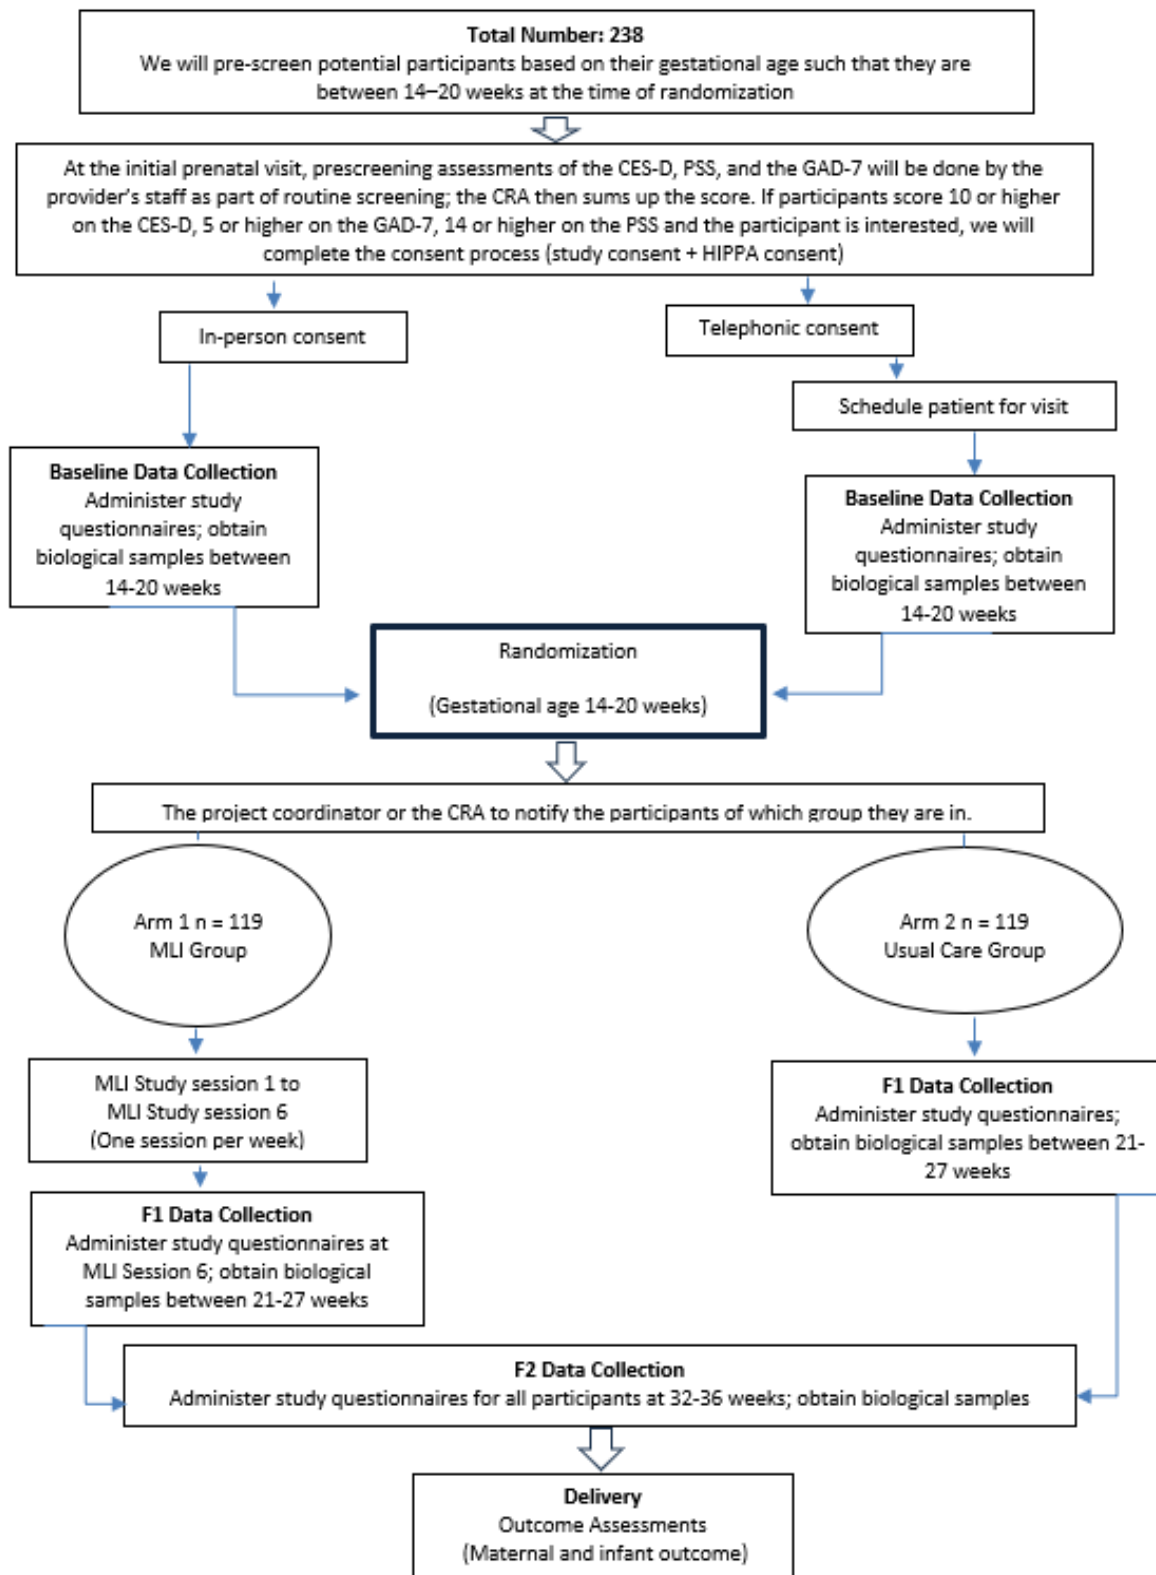 Total Number: 238
We will pre-screen potential participants based on their gestational age such that they are
between 14–20 weeks at the time of randomization
At the initial prenatal visit, prescreening assessments of the CES-D, PSS, and the GAD-7 will be done by the
provider's staff as part of routine screening; the CRA then sums up the score. If participants score 10 or higher
on the CES-D, 5 or higher on the GAD-7, 14 or higher on the PSS and the participant is interested, we will
complete the consent process (study consent + HIPPA consent)
In-person consent
Telephonic consent
Schedule patient for visit
Baseline Data Collection
Administer study
questionnaires; obtain
biological samples between
14-20 weeks
Baseline Data Collection
Administer study
questionnaires; obtain
biological samples between
14-20 weeks
Randomization
(Gestational age 14-20 weeks)
The project coordinator or the CRA to notify the participants of which group they are in.
Arm 1 n = 119
MLI Group
Arm 2 n = 119
Usual Care Group
MLI Study session 1 to
MLI Study session 6
(One session per week)
F1 Data Collection
Administer study questionnaires;
obtain biological samples between 21-
27 weeks
F1 Data Collection
Administer study questionnaires at
MLI Session 6; obtain biological
samples between 21-27 weeks
F2 Data Collection
Administer study questionnaires for all participants at 32-36 weeks; obtain biological samples
Delivery
Outcome Assessments
(Maternal and infant outcome)